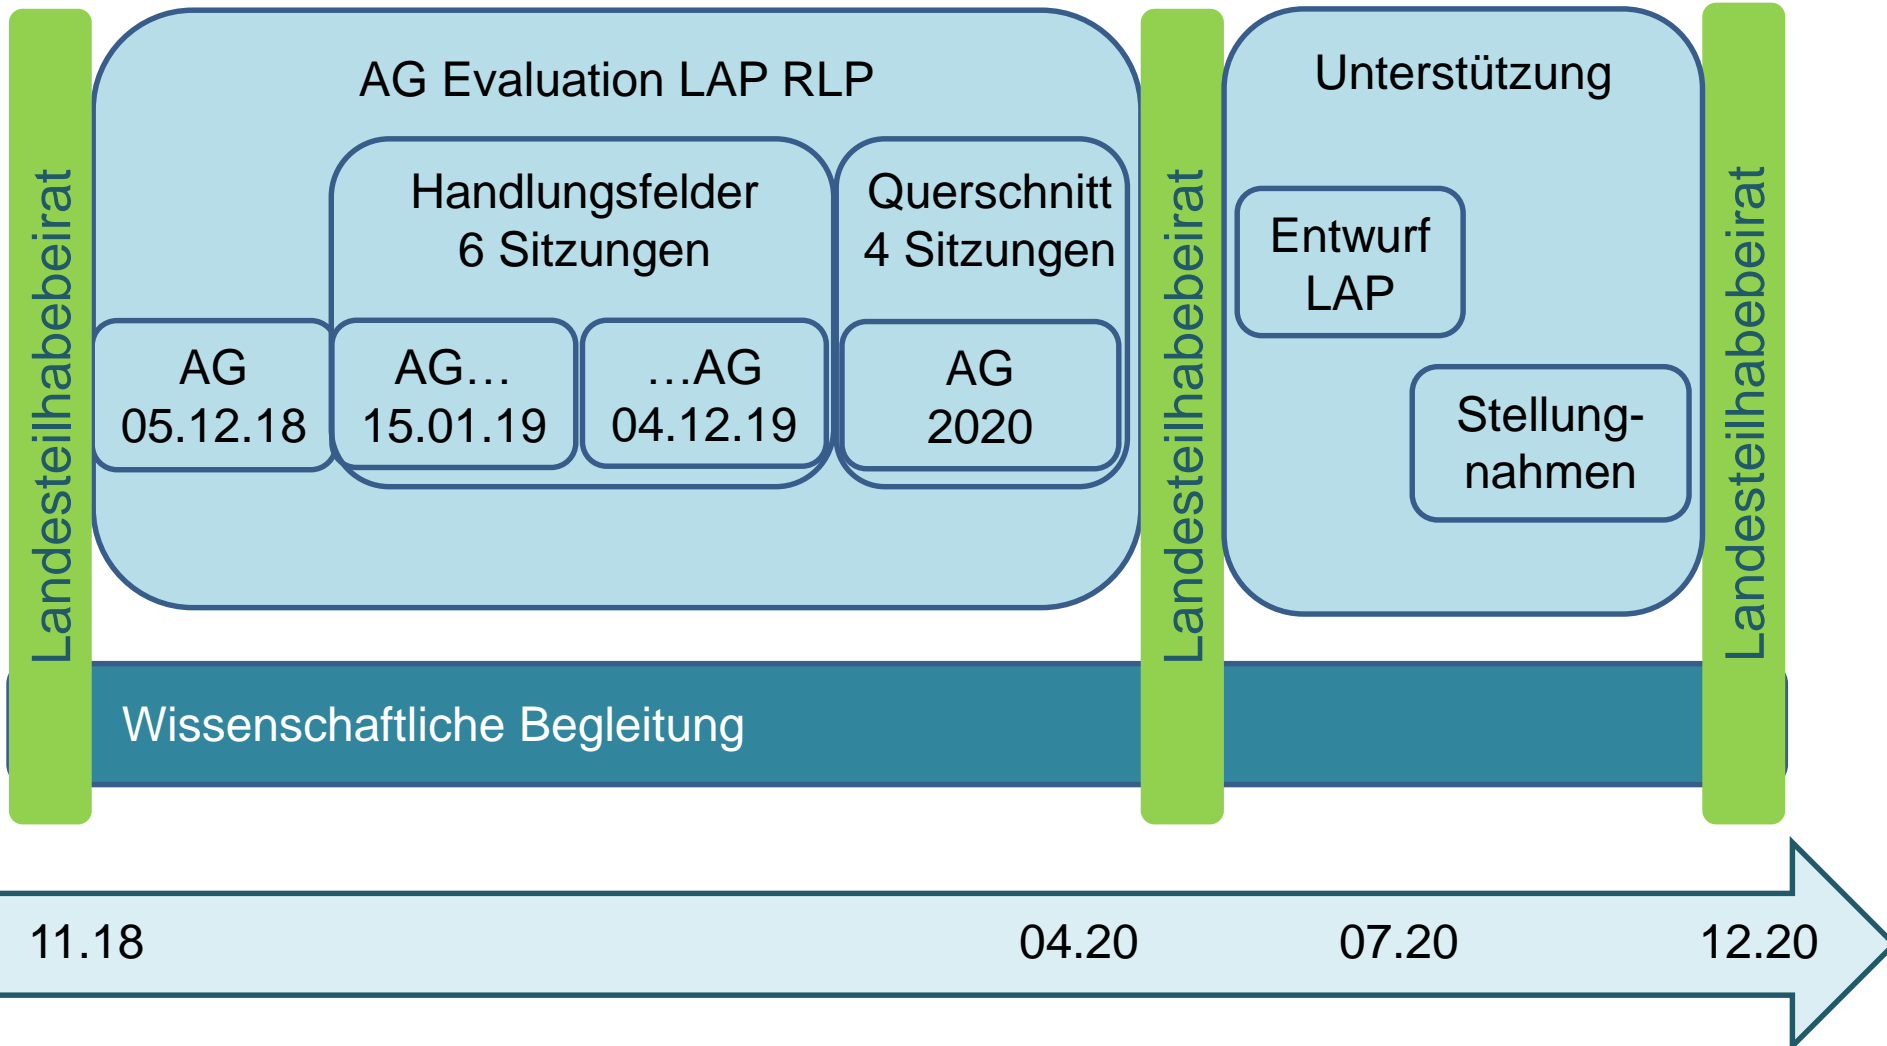 Landesteilhabebeirat
AG Evaluation LAP RLP
Handlungsfelder
6 Sitzungen
Querschnitt
4 Sitzungen
AG
05.12.18
AG…
15.01.19
…AG
04.12.19
AG
2020
Landesteilhabebeirat
Unterstützung
Entwurf
LAP
Stellung-
nahmen
Landesteilhabebeirat
Wissenschaftliche Begleitung
11.18
04.20
07.20
12.20